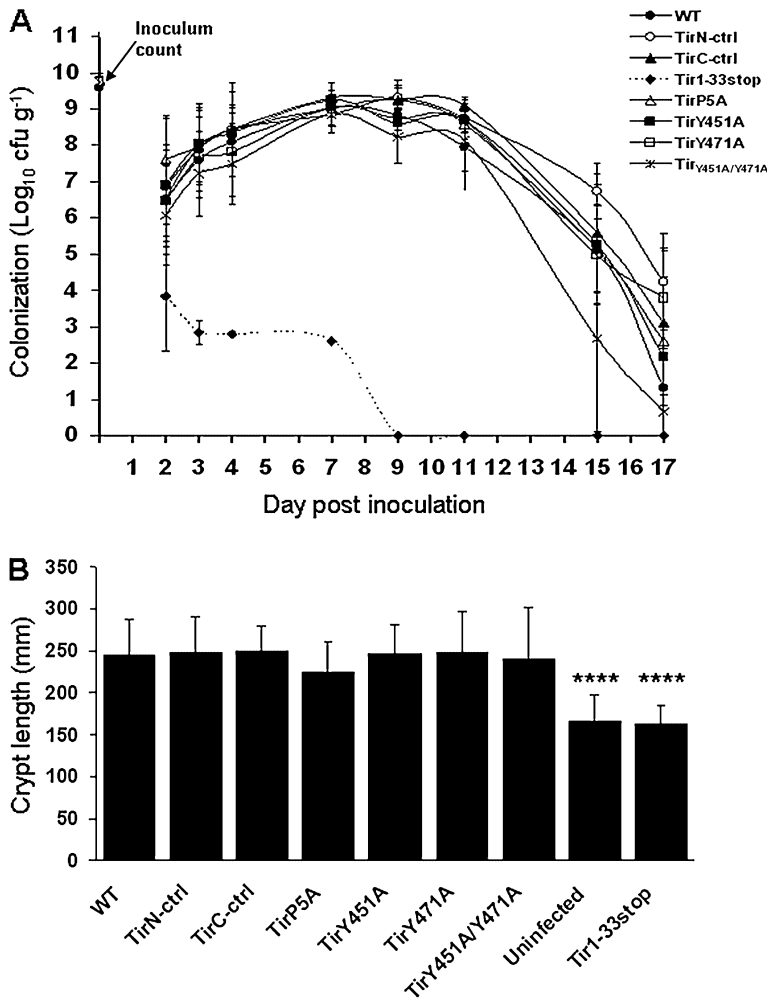 A
Inoculum
count
WT
TirN-ctrl
TirC-ctrl
Tir1-33stop
TirP5A
TirY451A
TirY471A
TirY451A/Y471A
Colonization (Log10 cfu g-1)
11
10
9
8
7
6
5
4
3
2
1
0
1 2 3 4 5 6 7 8 9 10 11 12 13 14 15 16 17
Day post inoculation
B
Crypt length (mm)
350
300
250
200
150
100
50
0
**** ****
WT
TirN-ctrl
TirC-ctrl
TirP5A
TirY451A
TirY471A
TirY451A/Y471A
Uninfected
Tir1-33stop